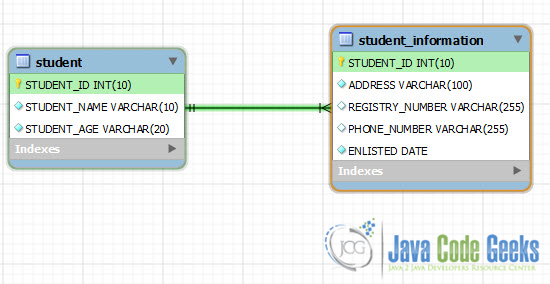 student
STUDENT_ID INT(10)
STUDENT_NAME VARCHAR(10)
STUDENT_AGE VARCHAR(20)
Indexes
student_information
STUDENT_ID INT(10)
ADDRESS VARCHAR(100)
REGISTRY_NUMBER VARCHAR(255)
PHONE_NUMBER VARCHAR(255)
ENLISTED DATE
Indexes
JCG
Java Code Geeks
JAVA 2 JAVA DEVELOPERS RESOURCE CENTER